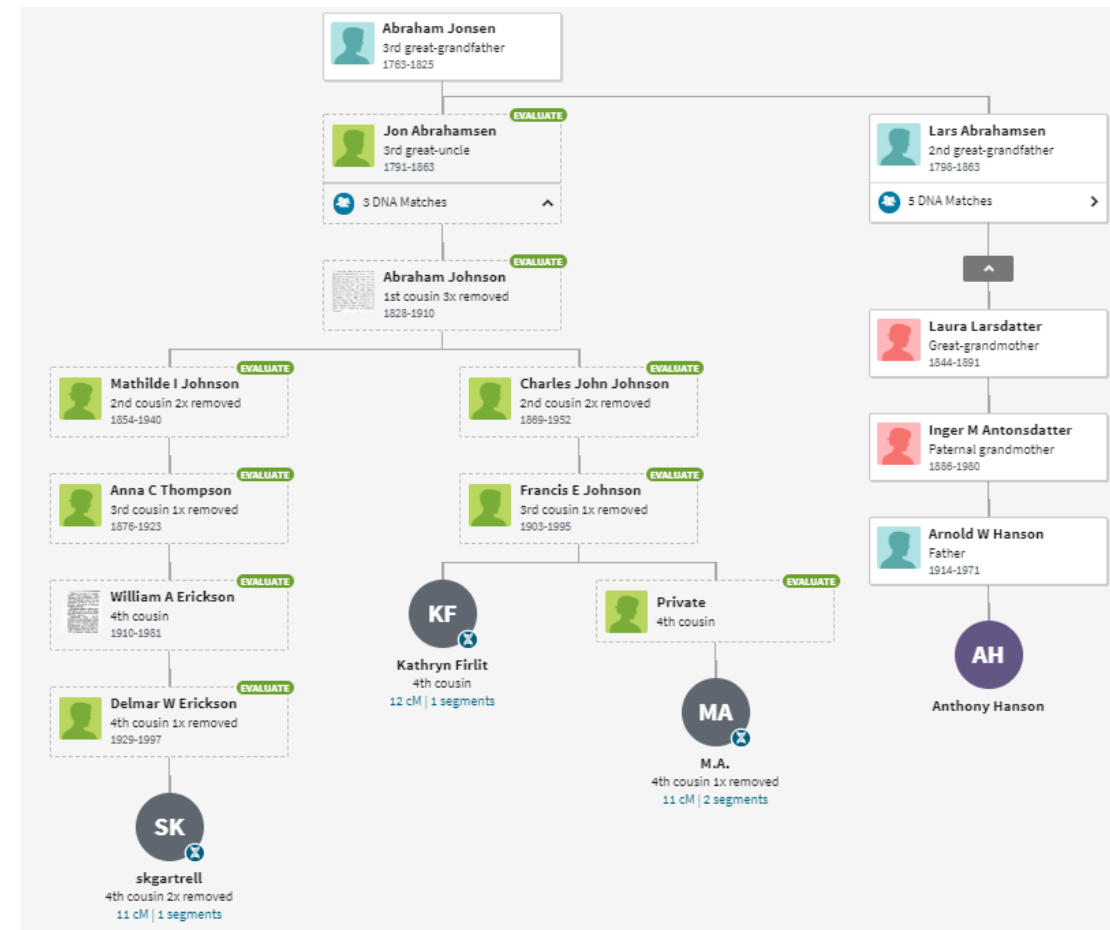 Abraham Jonsen
3rd great-grandfather
1763-1825
EVALUATE
Jon Abrahamsen
3rd great-uncle
1791-1863
3 DNA Matches
Lars Abrahamsen
2nd great-grandfather
1798-1863
5 DNA Matches
EVALUATE
Abraham Johnson
1st cousin 3x removed
1828-1910
Laura Larsdatter
Great-grandmother
1844-1891
EVALUATE
Mathilde I Johnson
2nd cousin 2x removed
1854-1940
EVALUATE
Charles John Johnson
2nd cousin 2x removed
1869-1952
Inger M Antonsdatter
Paternal grandmother
1886-1980
EVALUATE
Anna C Thompson
3rd cousin 1x removed
1876-1923
EVALUATE
Francis E Johnson
3rd cousin 1x removed
1903-1995
Arnold W Hanson
Father
1914-1971
EVALUATE
William A Erickson
4th cousin
1910-1981
KF
Kathryn Firlit
4th cousin
12 cM | 1 segments
EVALUATE
Private
4th cousin
AH
Anthony Hanson
EVALUATE
Delmar W Erickson
4th cousin 1x removed
1929-1997
MA
M.A.
4th cousin 1x removed
11 cM | 2 segments
SK
skgartrell
4th cousin 2x removed
11 cM | 1 segments